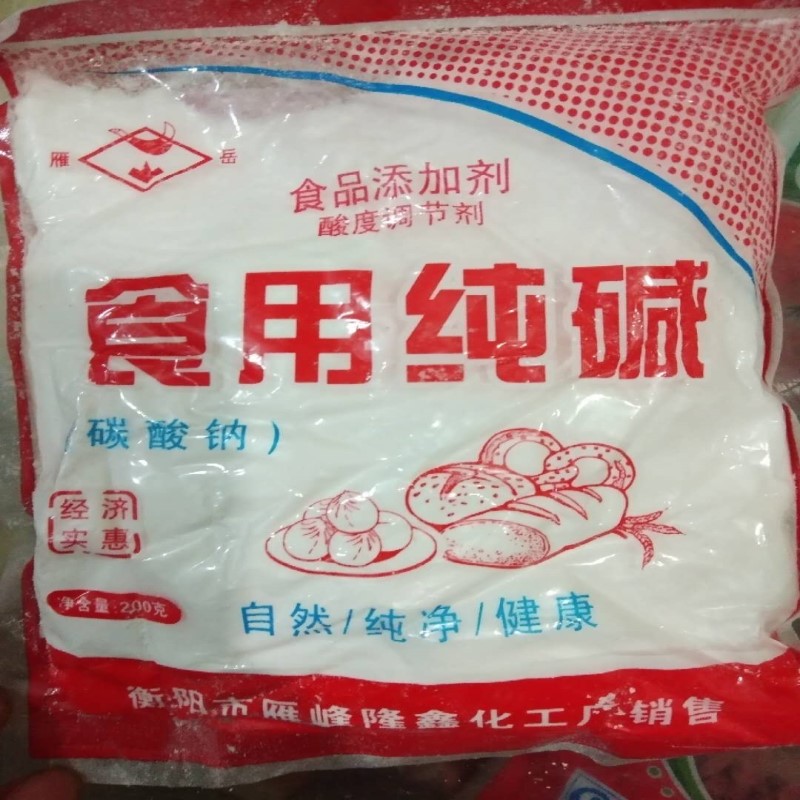 雁 岳
食品添加剂
酸度调节剂
食用纯碱
(碳酸钠)
经济
实惠
净含量:200克
自然/纯净/健康
衡阳市雁峰隆鑫化工厂销售